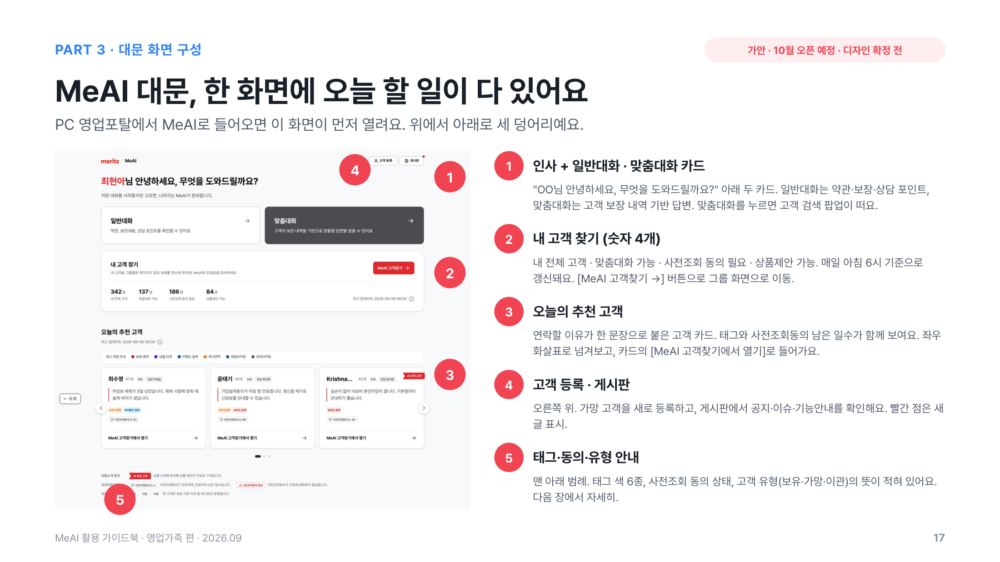 PART 3 · 대문 화면 구성
가안 · 10월 오픈 예정 · 디자인 확정 전
MeAI 대문, 한 화면에 오늘 할 일이 다 있어요
PC 영업포탈에서 MeAI로 들어오면 이 화면이 먼저 열려요. 위에서 아래로 세 덩어리예요.
meritz MeAI
고객 등록
게시판
4
1
최현아님 안녕하세요, 무엇을 도와드릴까요?
어떤 대화를 시작할지만 고르면, 나머지는 MeAI가 준비합니다.
일반대화 →
약관, 보장내용, 상담 포인트를 확인할 수 있어요
맞춤대화 →
고객의 보장 내역을 기반으로 맞춤형 답변을 받을 수 있어요
내 고객 찾기
내 고객을 그룹별로 확인하고 동의 상태를 한눈에 파악해, MeAI와 컨설팅을 준비하세요
MeAI 고객찾기 →
2
342명 137명 186명 84명
내 전체 고객 맞춤대화 가능 사전조회 동의 필요 상품제안 가능
최근 업데이트 2026-08-06 06:00
오늘의 추천 고객
최근 업데이트 2026-08-06 06:00
태그 색깔 안내 보장 공백 당월 타겟 이벤트 임박 즉시연락 영업타이밍 관리타이밍
3
← 목록
최수영 47세 보유 담당 이하늘
부담보 해제가 5일 남았습니다. 해제 시점에 맞춰 재
설계 여지가 생깁니다.
#즉시연락 #이벤트 임박
사전조회동의 D-25
MeAI 고객찾기에서 열기 →
윤태기 35세 보유 담당 한지후
가입설계동의가 이달 말 만료됩니다. 갱신을 계기로
신담보를 안내할 수 있습니다.
#즉시연락 #보장 공백
사전조회동의 D-90
MeAI 고객찾기에서 열기 →
AI 추천 고객
Krishna... 42세 보유 담당 윤가은
실손이 없어 의료비 본인부담이 큽니다. 기본형부터
안내하기 좋습니다.
#보장 공백
사전조회동의 D-30
MeAI 고객찾기에서 열기 →
상품소개 동의 AI 추천 고객 상품 소개에 동의해 상품 제안이 가능한 고객입니다.
사전조회 사전조회동의 D-n 사전조회동의가 유효하며, 만료까지 남은 일수입니다. 사전조회동의 필요 사전조회동의가 만료돼 재취득이 필요합니다.
가망 이관 한 고객은 보유·가망·이관 중 하나로만 분류됩니다.
5
1 인사 + 일반대화 · 맞춤대화 카드
"OO님 안녕하세요, 무엇을 도와드릴까요?" 아래 두 카드. 일반대화는 약관·보장·상담 포인트,
맞춤대화는 고객 보장 내역 기반 답변. 맞춤대화를 누르면 고객 검색 팝업이 떠요.
2 내 고객 찾기 (숫자 4개)
내 전체 고객 · 맞춤대화 가능 · 사전조회 동의 필요 · 상품제안 가능. 매일 아침 6시 기준으로
갱신돼요. [MeAI 고객찾기 →] 버튼으로 그룹 화면으로 이동.
3 오늘의 추천 고객
연락할 이유가 한 문장으로 붙은 고객 카드. 태그와 사전조회동의 남은 일수가 함께 보여요. 좌우
화살표로 넘겨보고, 카드의 [MeAI 고객찾기에서 열기]로 들어가요.
4 고객 등록 · 게시판
오른쪽 위. 가망 고객을 새로 등록하고, 게시판에서 공지·이슈·기능안내를 확인해요. 빨간 점은 새
글 표시.
5 태그·동의·유형 안내
맨 아래 범례. 태그 색 6종, 사전조회 동의 상태, 고객 유형(보유·가망·이관)의 뜻이 적혀 있어요.
다음 장에서 자세히.
MeAI 활용 가이드북 · 영업가족 편 · 2026.09
17